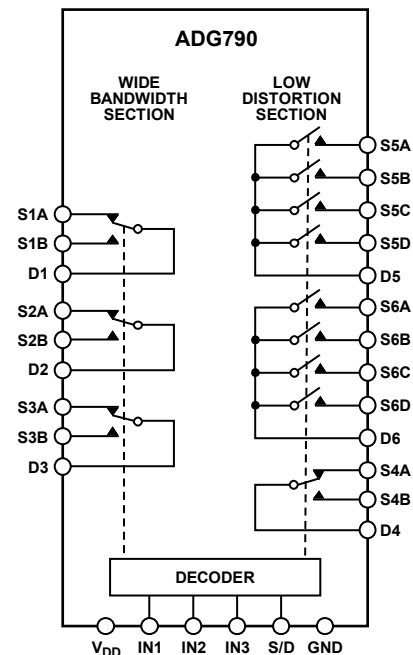 ADG790
WIDE
BANDWIDTH
SECTION
LOW
DISTORTION
SECTION
S1A
S1B
D1
S2A
S2B
D2
S3A
S3B
D3
S5A
S5B
S5C
S5D
D5
S6A
S6B
S6C
S6D
D6
S4A
S4B
D4
DECODER
VDD IN1 IN2 IN3 S/D GND